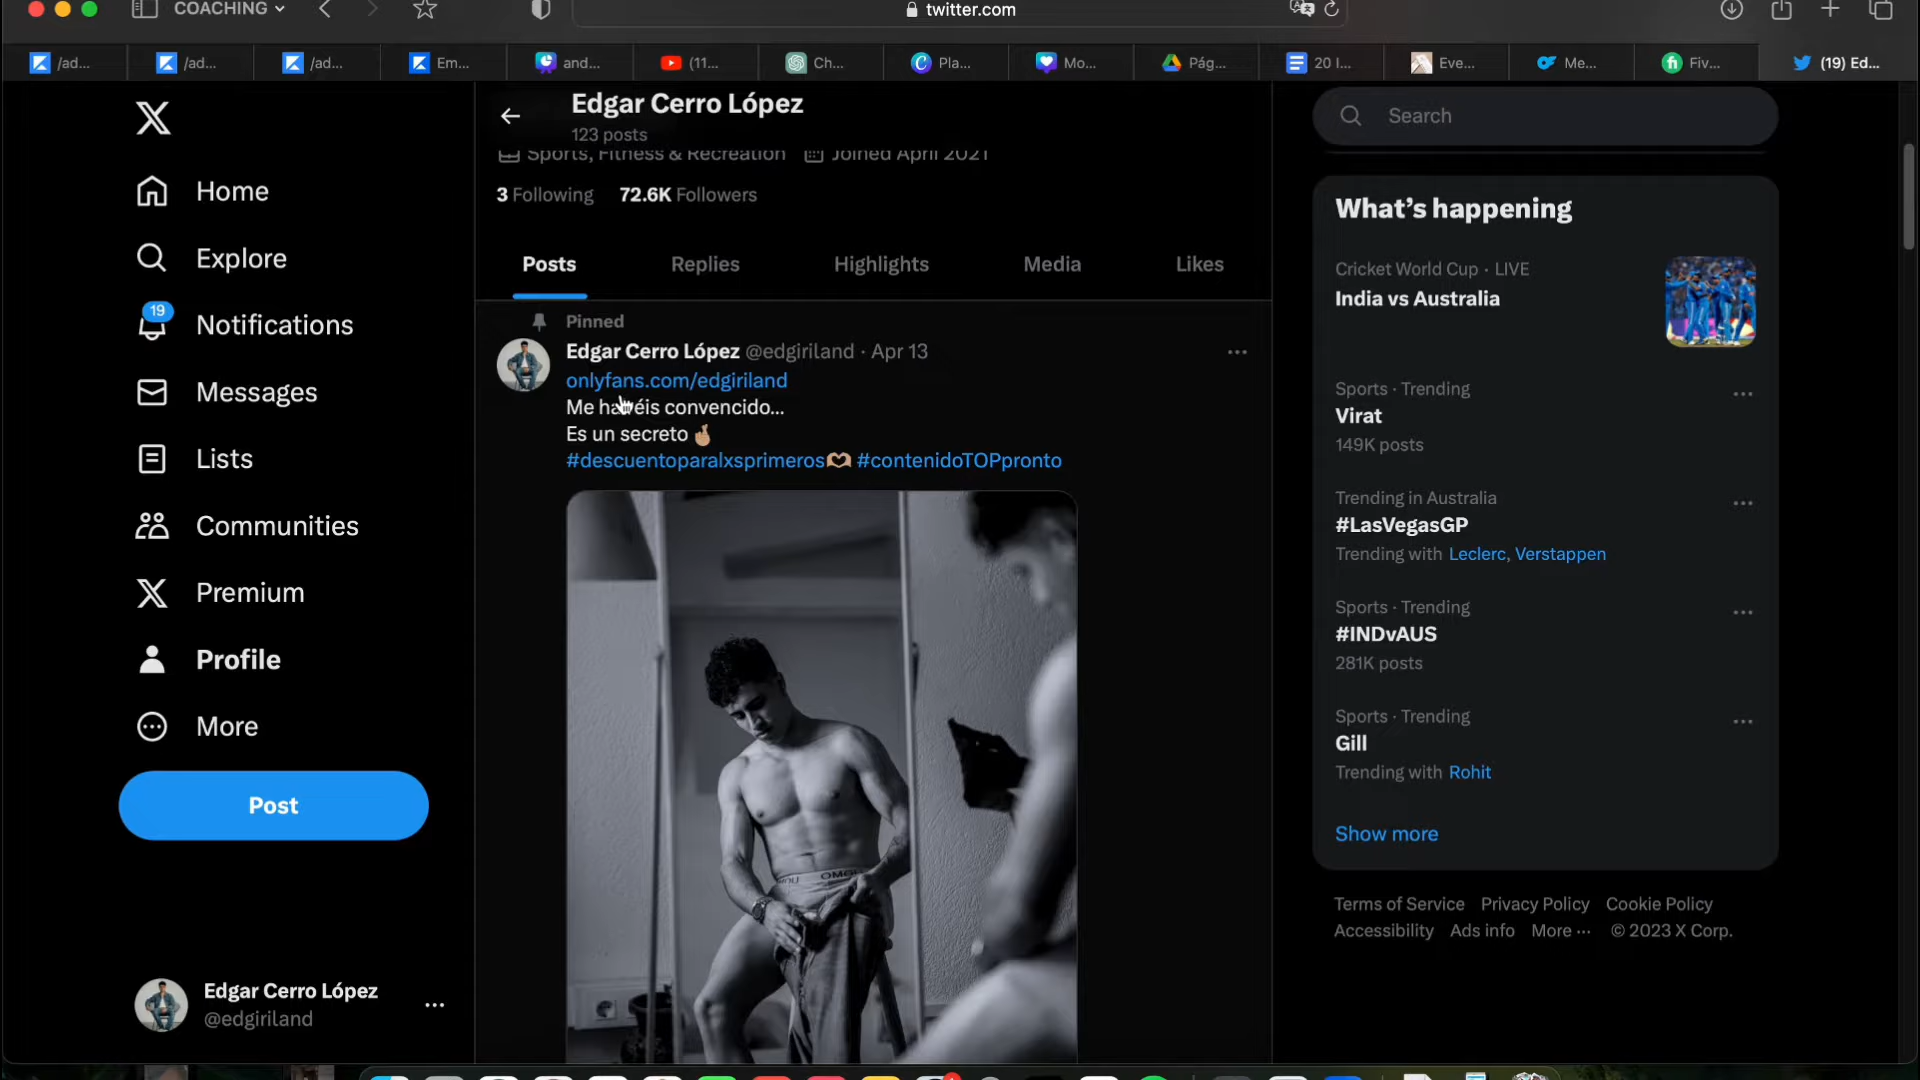 COACHING
twitter.com
/ad...
/ad...
/ad...
Em...
and...
(11...
Ch...
Pla...
Mo...
Pág...
20 I...
Eve...
Me...
Fiv...
(19) Ed...
Home
Explore
19
Notifications
Messages
Lists
Communities
Premium
Profile
More
Post
Edgar Cerro López
@edgiriland
Edgar Cerro López
123 posts
Sports, Fitness & Recreation Joined April 2021
3 Following 72.6K Followers
Posts Replies Highlights Media Likes
Pinned
Edgar Cerro López @edgiriland · Apr 13
onlyfans.com/edgiriland
Me habéis convencido...
Es un secreto🤞🏽
#descuentoparalxsprimeros🫶🏽 #contenidoTOPpronto
Search
What's happening
Cricket World Cup · LIVE
India vs Australia
Sports · Trending
Virat
149K posts
Trending in Australia
#LasVegasGP
Trending with Leclerc, Verstappen
Sports · Trending
#INDvAUS
281K posts
Sports · Trending
Gill
Trending with Rohit
Show more
Terms of Service Privacy Policy Cookie Policy
Accessibility Ads info More ··· © 2023 X Corp.